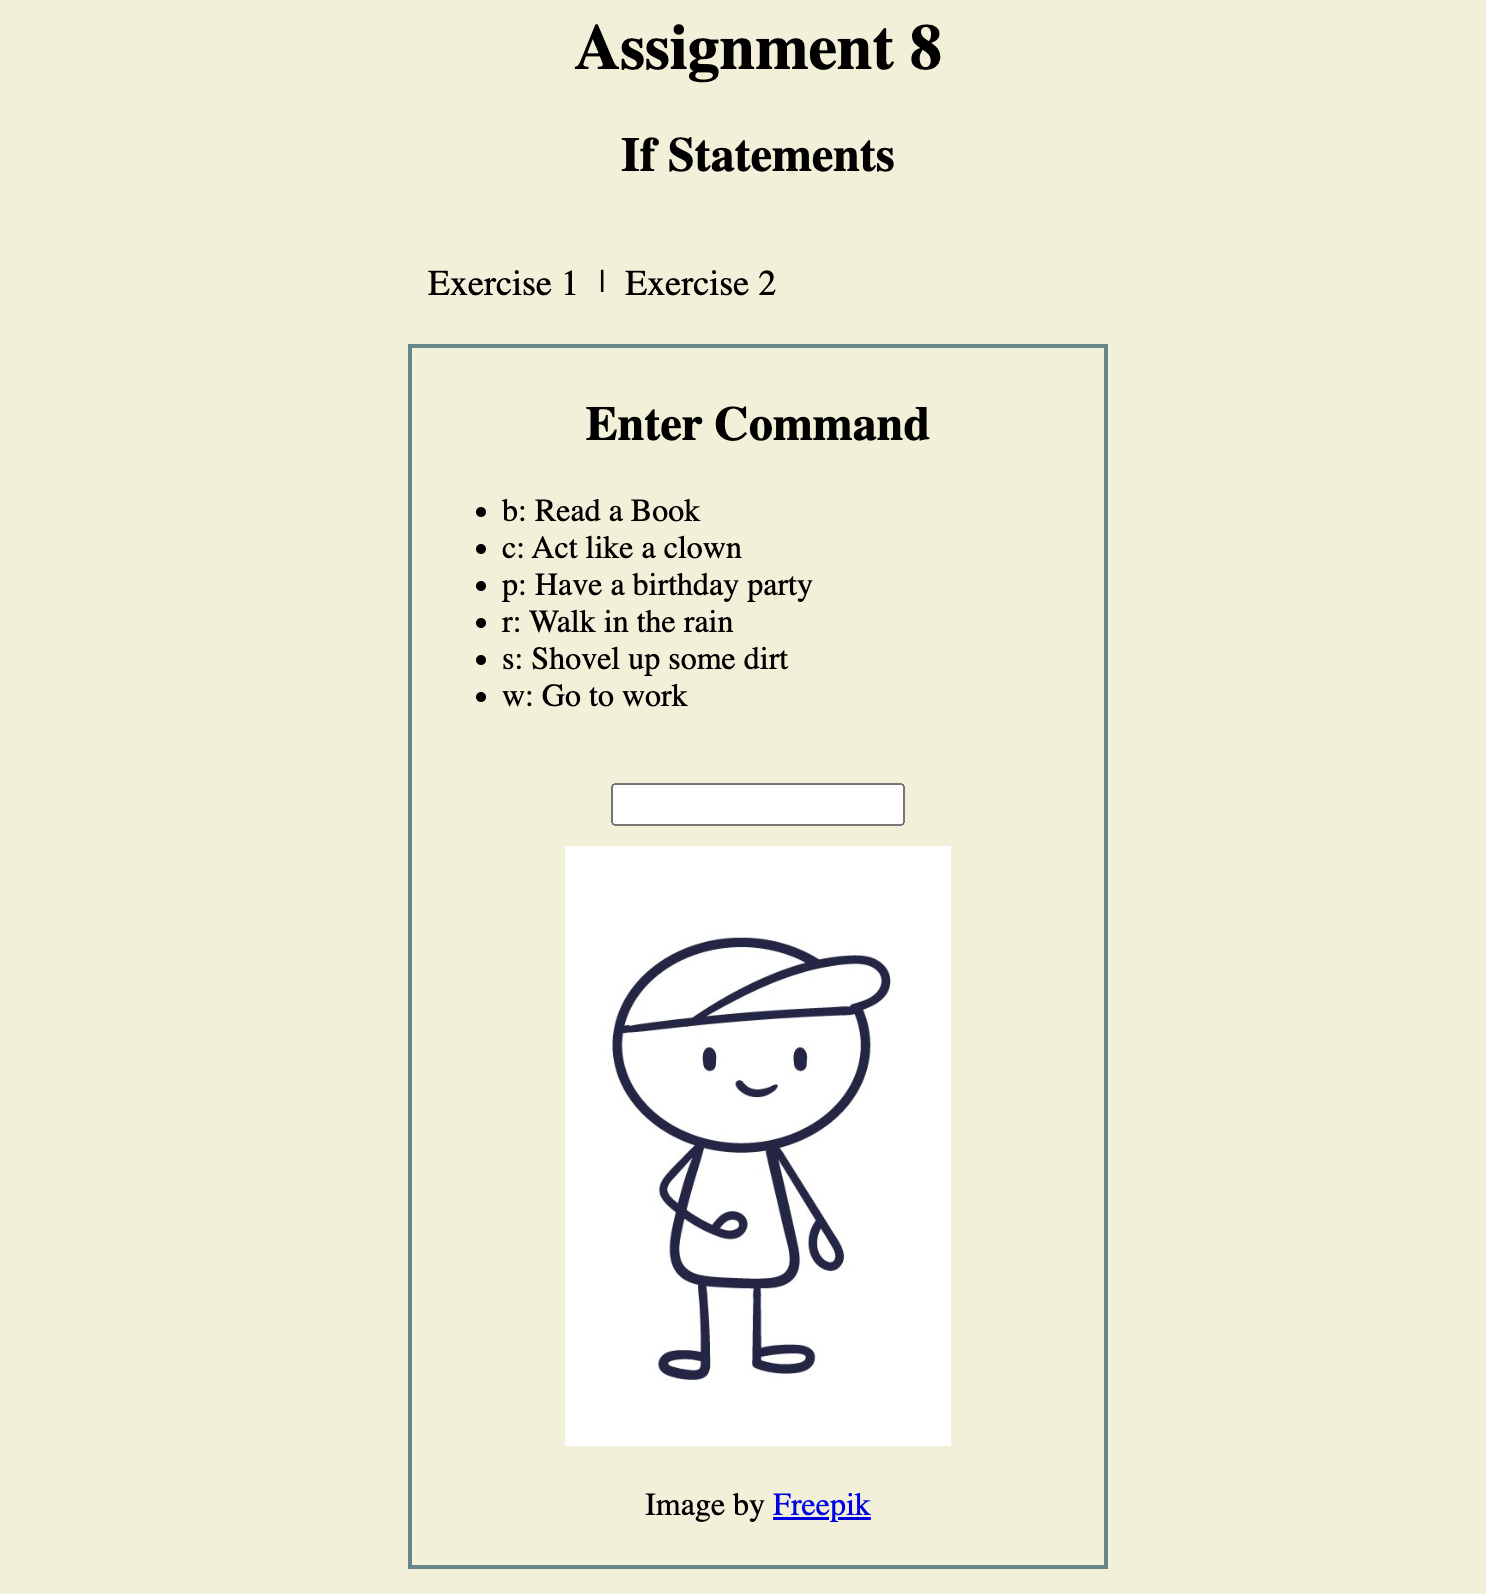 Assignment 8
If Statements
Exercise 1 | Exercise 2
Enter Command
• b: Read a Book
• c: Act like a clown
• p: Have a birthday party
• r: Walk in the rain
• s: Shovel up some dirt
• w: Go to work
Image by Freepik